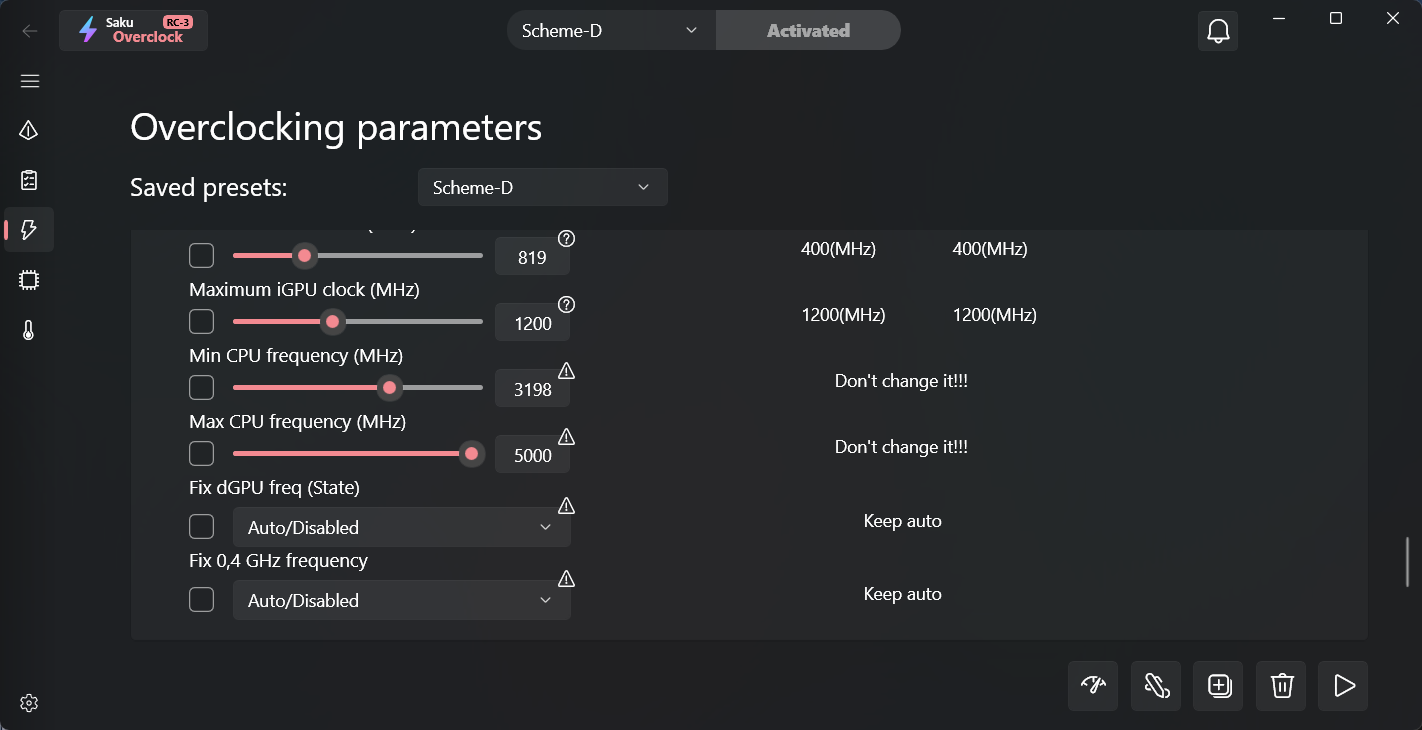 Saku RC-3
Overclock
Scheme-D
Activated
Overclocking parameters
Saved presets:
Scheme-D
819
400(MHz) 400(MHz)
Maximum iGPU clock (MHz)
1200
1200(MHz) 1200(MHz)
Min CPU frequency (MHz)
3198
Don't change it!!!
Max CPU frequency (MHz)
5000
Don't change it!!!
Fix dGPU freq (State)
Auto/Disabled
Keep auto
Fix 0,4 GHz frequency
Auto/Disabled
Keep auto